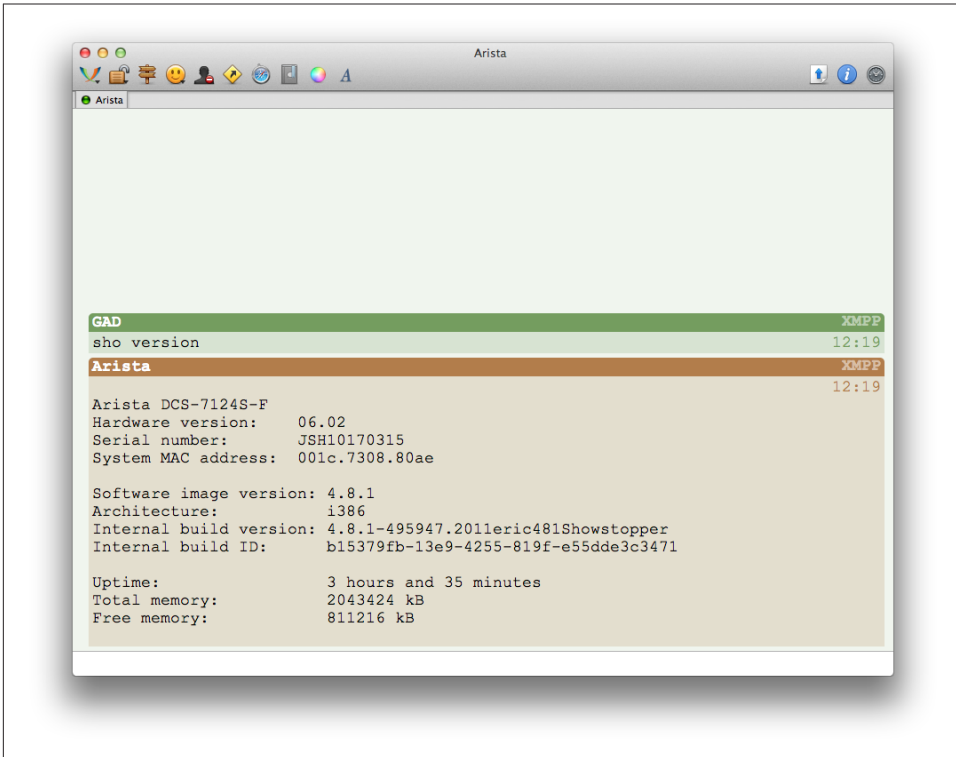 Arista
Arista
GAD XMPP
sho version 12:19
Arista XMPP
12:19
Arista DCS-7124S-F
Hardware version: 06.02
Serial number: JSH10170315
System MAC address: 001c.7308.80ae
Software image version: 4.8.1
Architecture: i386
Internal build version: 4.8.1-495947.2011eric481Showstopper
Internal build ID: b15379fb-13e9-4255-819f-e55dde3c3471
Uptime: 3 hours and 35 minutes
Total memory: 2043424 kB
Free memory: 811216 kB